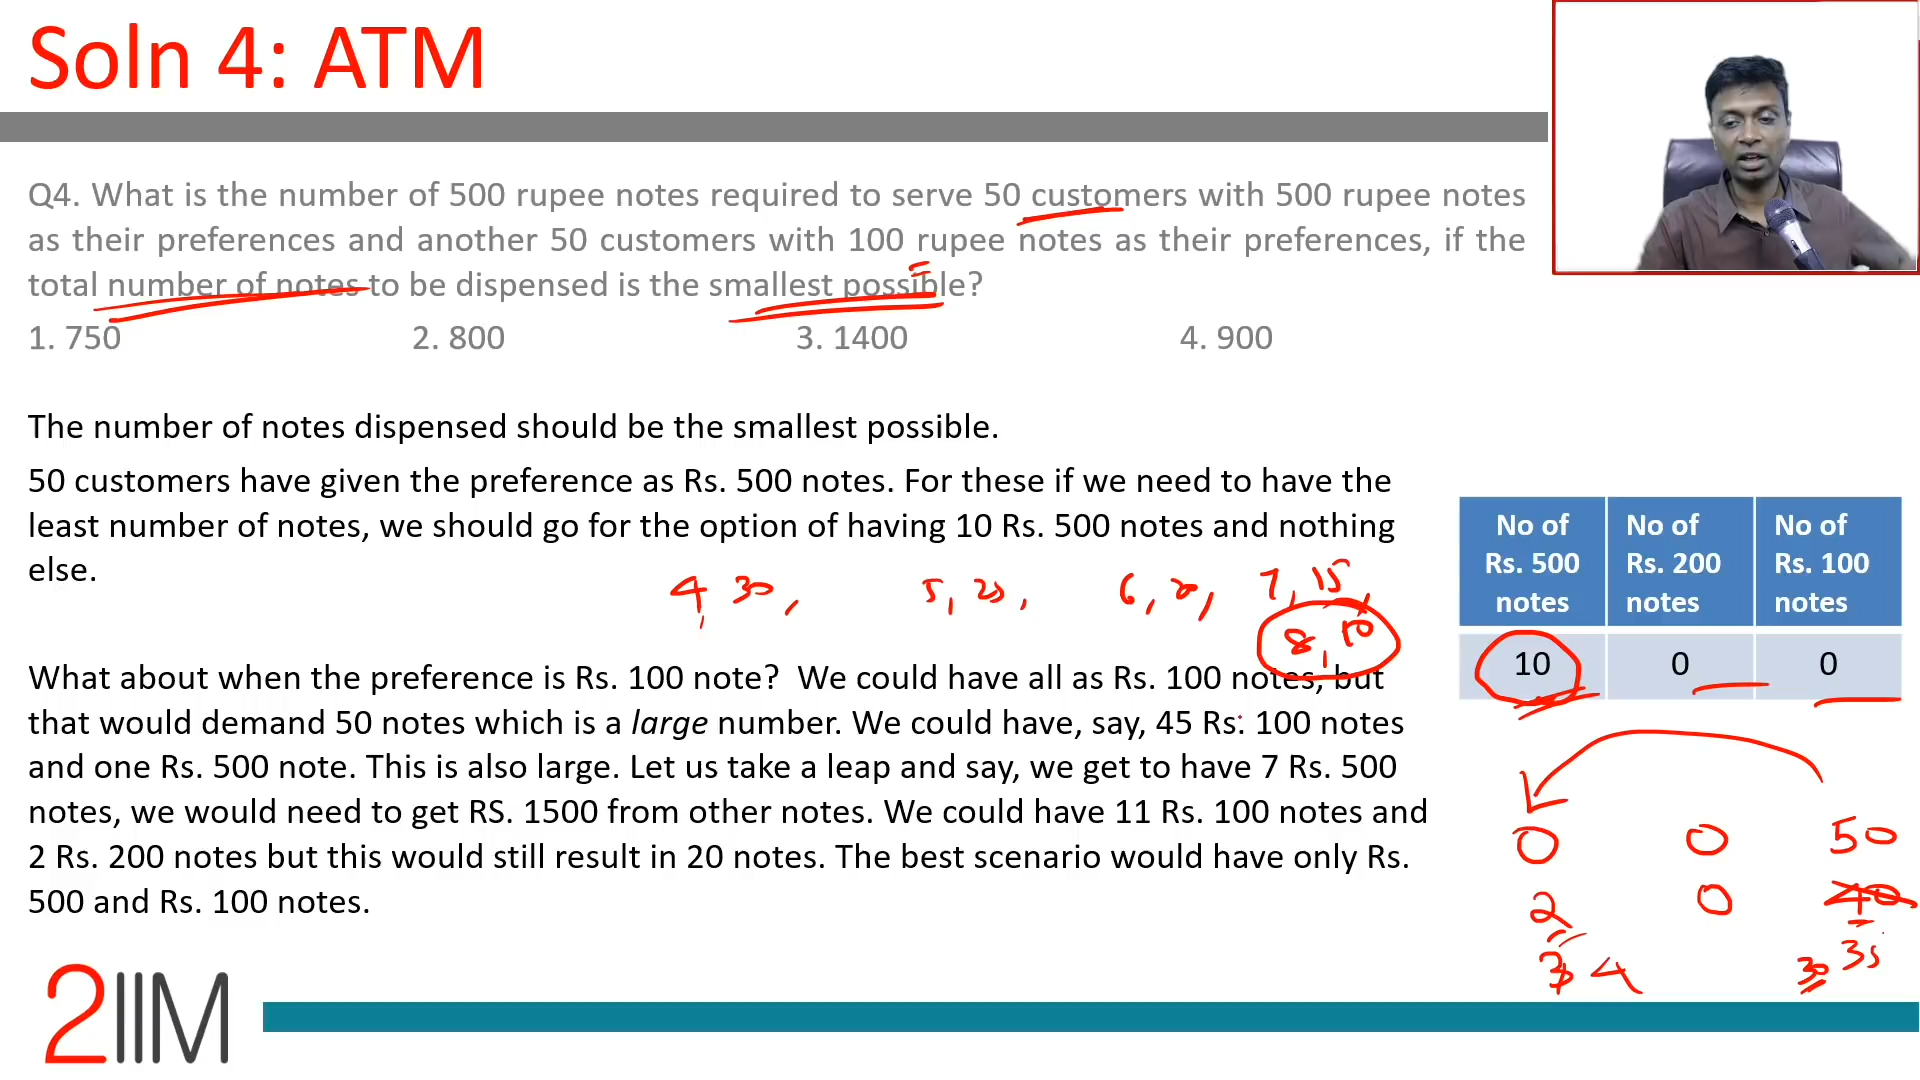 Soln 4: ATM
Q4. What is the number of 500 rupee notes required to serve 50 customers with 500 rupee notes
as their preferences and another 50 customers with 100 rupee notes as their preferences, if the
total number of notes to be dispensed is the smallest possible?
1. 750 2. 800 3. 1400 4. 900
The number of notes dispensed should be the smallest possible.
50 customers have given the preference as Rs. 500 notes. For these if we need to have the
least number of notes, we should go for the option of having 10 Rs. 500 notes and nothing
else.
4, 30, 5, 25, 6, 20, 7, 15,
8, 10
What about when the preference is Rs. 100 note? We could have all as Rs. 100 notes, but
that would demand 50 notes which is a large number. We could have, say, 45 Rs. 100 notes
and one Rs. 500 note. This is also large. Let us take a leap and say, we get to have 7 Rs. 500
notes, we would need to get RS. 1500 from other notes. We could have 11 Rs. 100 notes and
2 Rs. 200 notes but this would still result in 20 notes. The best scenario would have only Rs.
500 and Rs. 100 notes.
No of No of No of
Rs. 500 Rs. 200 Rs. 100
notes notes notes
10 0 0
0 0 50
2 0 40
3 4 30 35
2IIM